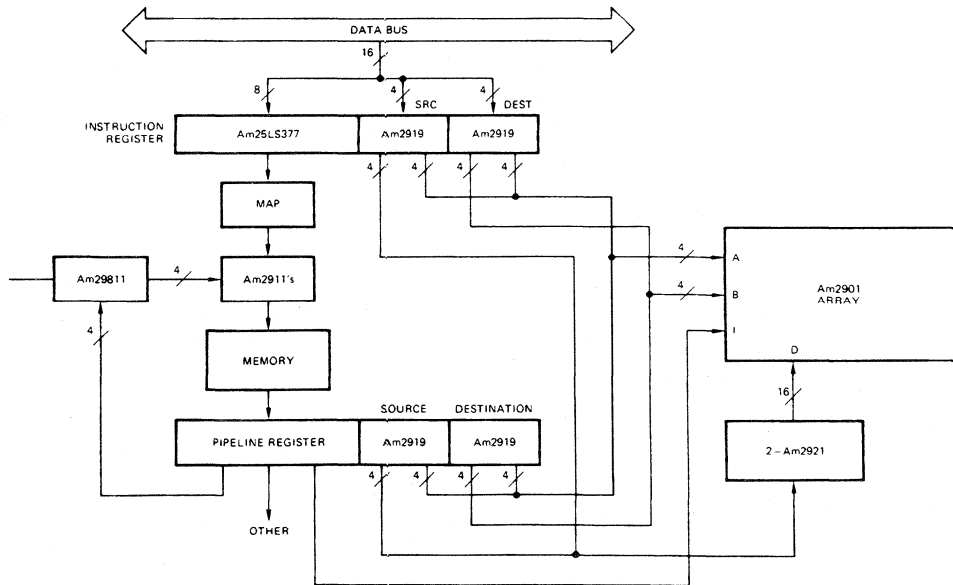 DATA BUS
16
8
4
4
SRC
DEST
INSTRUCTION
REGISTER
Am25LS377
Am2919
Am2919
4
4
4
4
MAP
Am29811
4
Am2911's
4
A
4
B
I
Am2901
ARRAY
D
4
MEMORY
16
SOURCE
DESTINATION
PIPELINE REGISTER
Am2919
Am2919
2-Am2921
4
4
4
4
OTHER